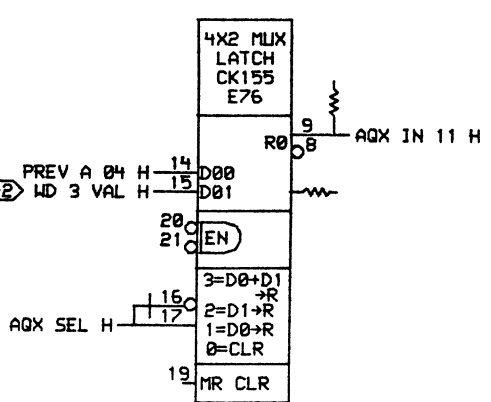 4X2 MUX
LATCH
CK155
E76
9
R0
8
AQX IN 11 H
PREV A 04 H
14
D00
2
WD 3 VAL H
15
D01
20
21
EN
3=D0+D1
→R
16
2=D1→R
AQX SEL H
17
1=D0→R
0=CLR
19
MR CLR